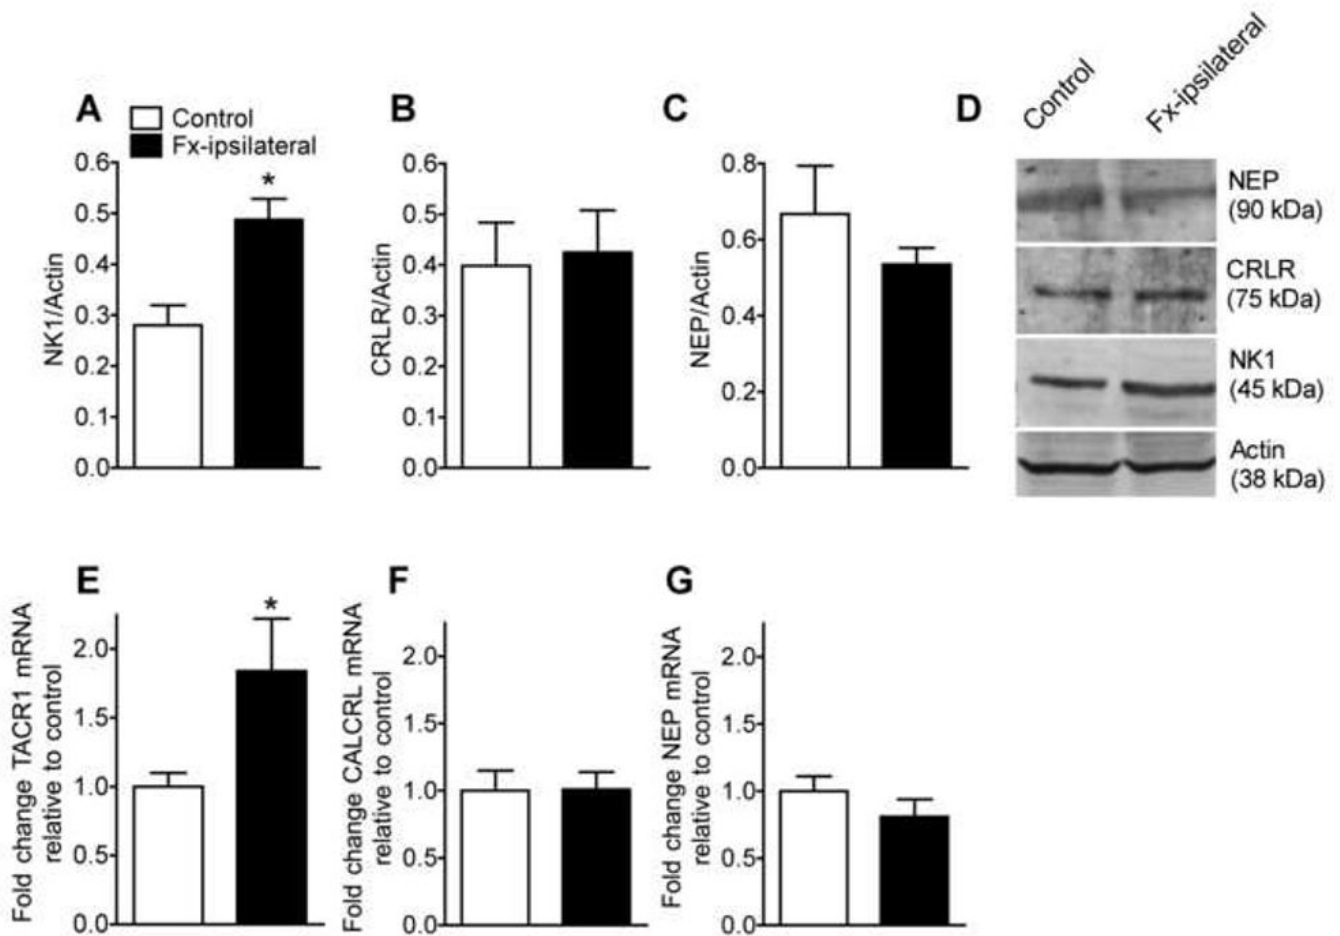 A
Control
Fx-ipsilateral
NK1/Actin
0.6
0.5
0.4
0.3
0.2
0.1
0.0
*
B
CRLR/Actin
0.6
0.5
0.4
0.3
0.2
0.1
0.0
C
NEP/Actin
0.8
0.6
0.4
0.2
0.0
D
Control
Fx-ipsilateral
NEP
(90 kDa)
CRLR
(75 kDa)
NK1
(45 kDa)
Actin
(38 kDa)
E
Fold change TACR1 mRNA
relative to control
2.0
1.5
1.0
0.5
0.0
*
F
Fold change CALCRL mRNA
relative to control
2.0
1.5
1.0
0.5
0.0
G
Fold change NEP mRNA
relative to control
2.0
1.5
1.0
0.5
0.0